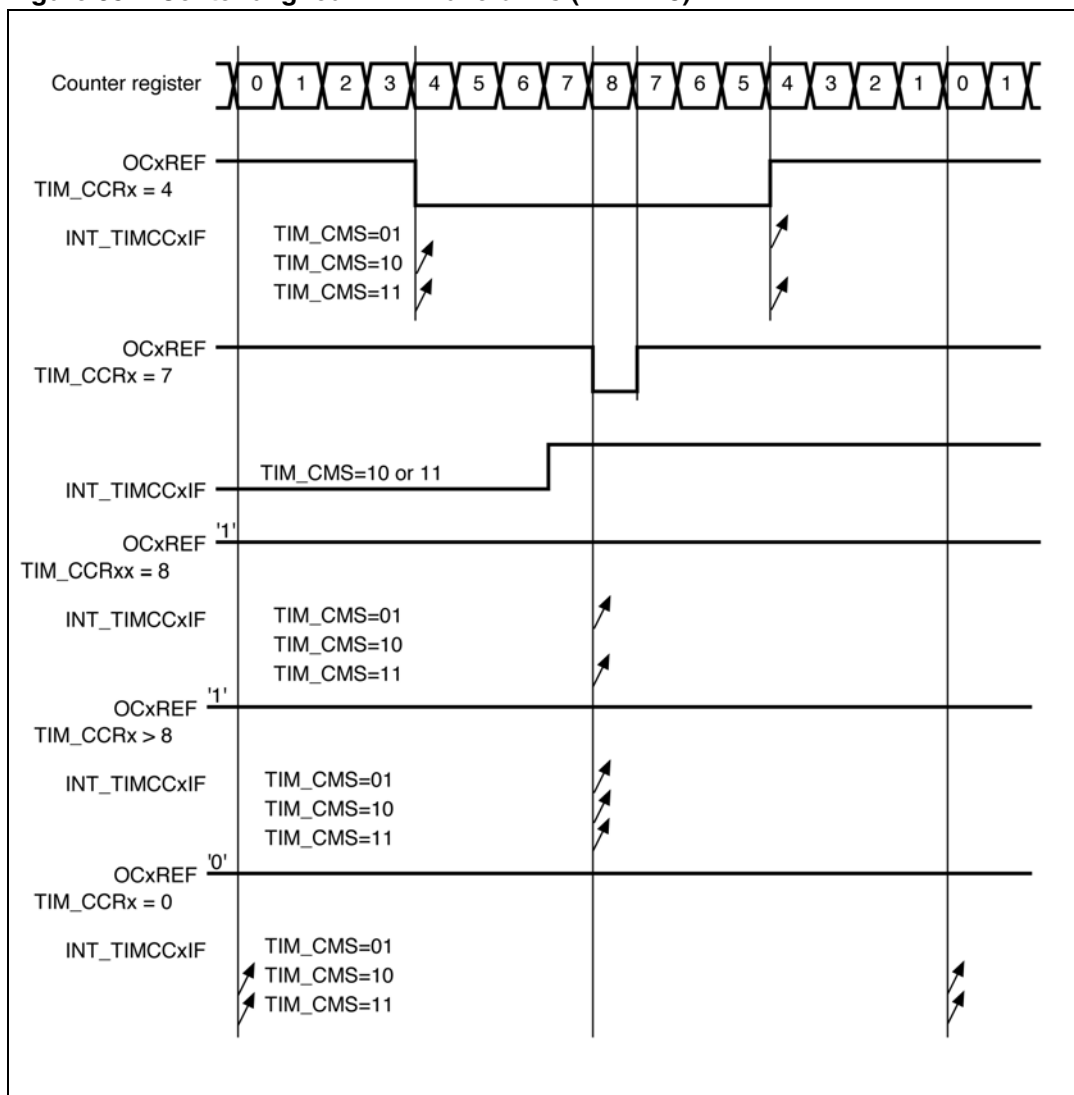 Counter register 0 1 2 3 4 5 6 7 8 7 6 5 4 3 2 1 0 1
OCxREF
TIM_CCRx = 4
INT_TIMCCxIF
TIM_CMS=01
TIM_CMS=10
TIM_CMS=11
OCxREF
TIM_CCRx = 7
TIM_CMS=10 or 11
INT_TIMCCxIF
'1'
OCxREF
TIM_CCRxx = 8
INT_TIMCCxIF
TIM_CMS=01
TIM_CMS=10
TIM_CMS=11
'1'
OCxREF
TIM_CCRx > 8
INT_TIMCCxIF
TIM_CMS=01
TIM_CMS=10
TIM_CMS=11
'0'
OCxREF
TIM_CCRx = 0
INT_TIMCCxIF
TIM_CMS=01
TIM_CMS=10
TIM_CMS=11